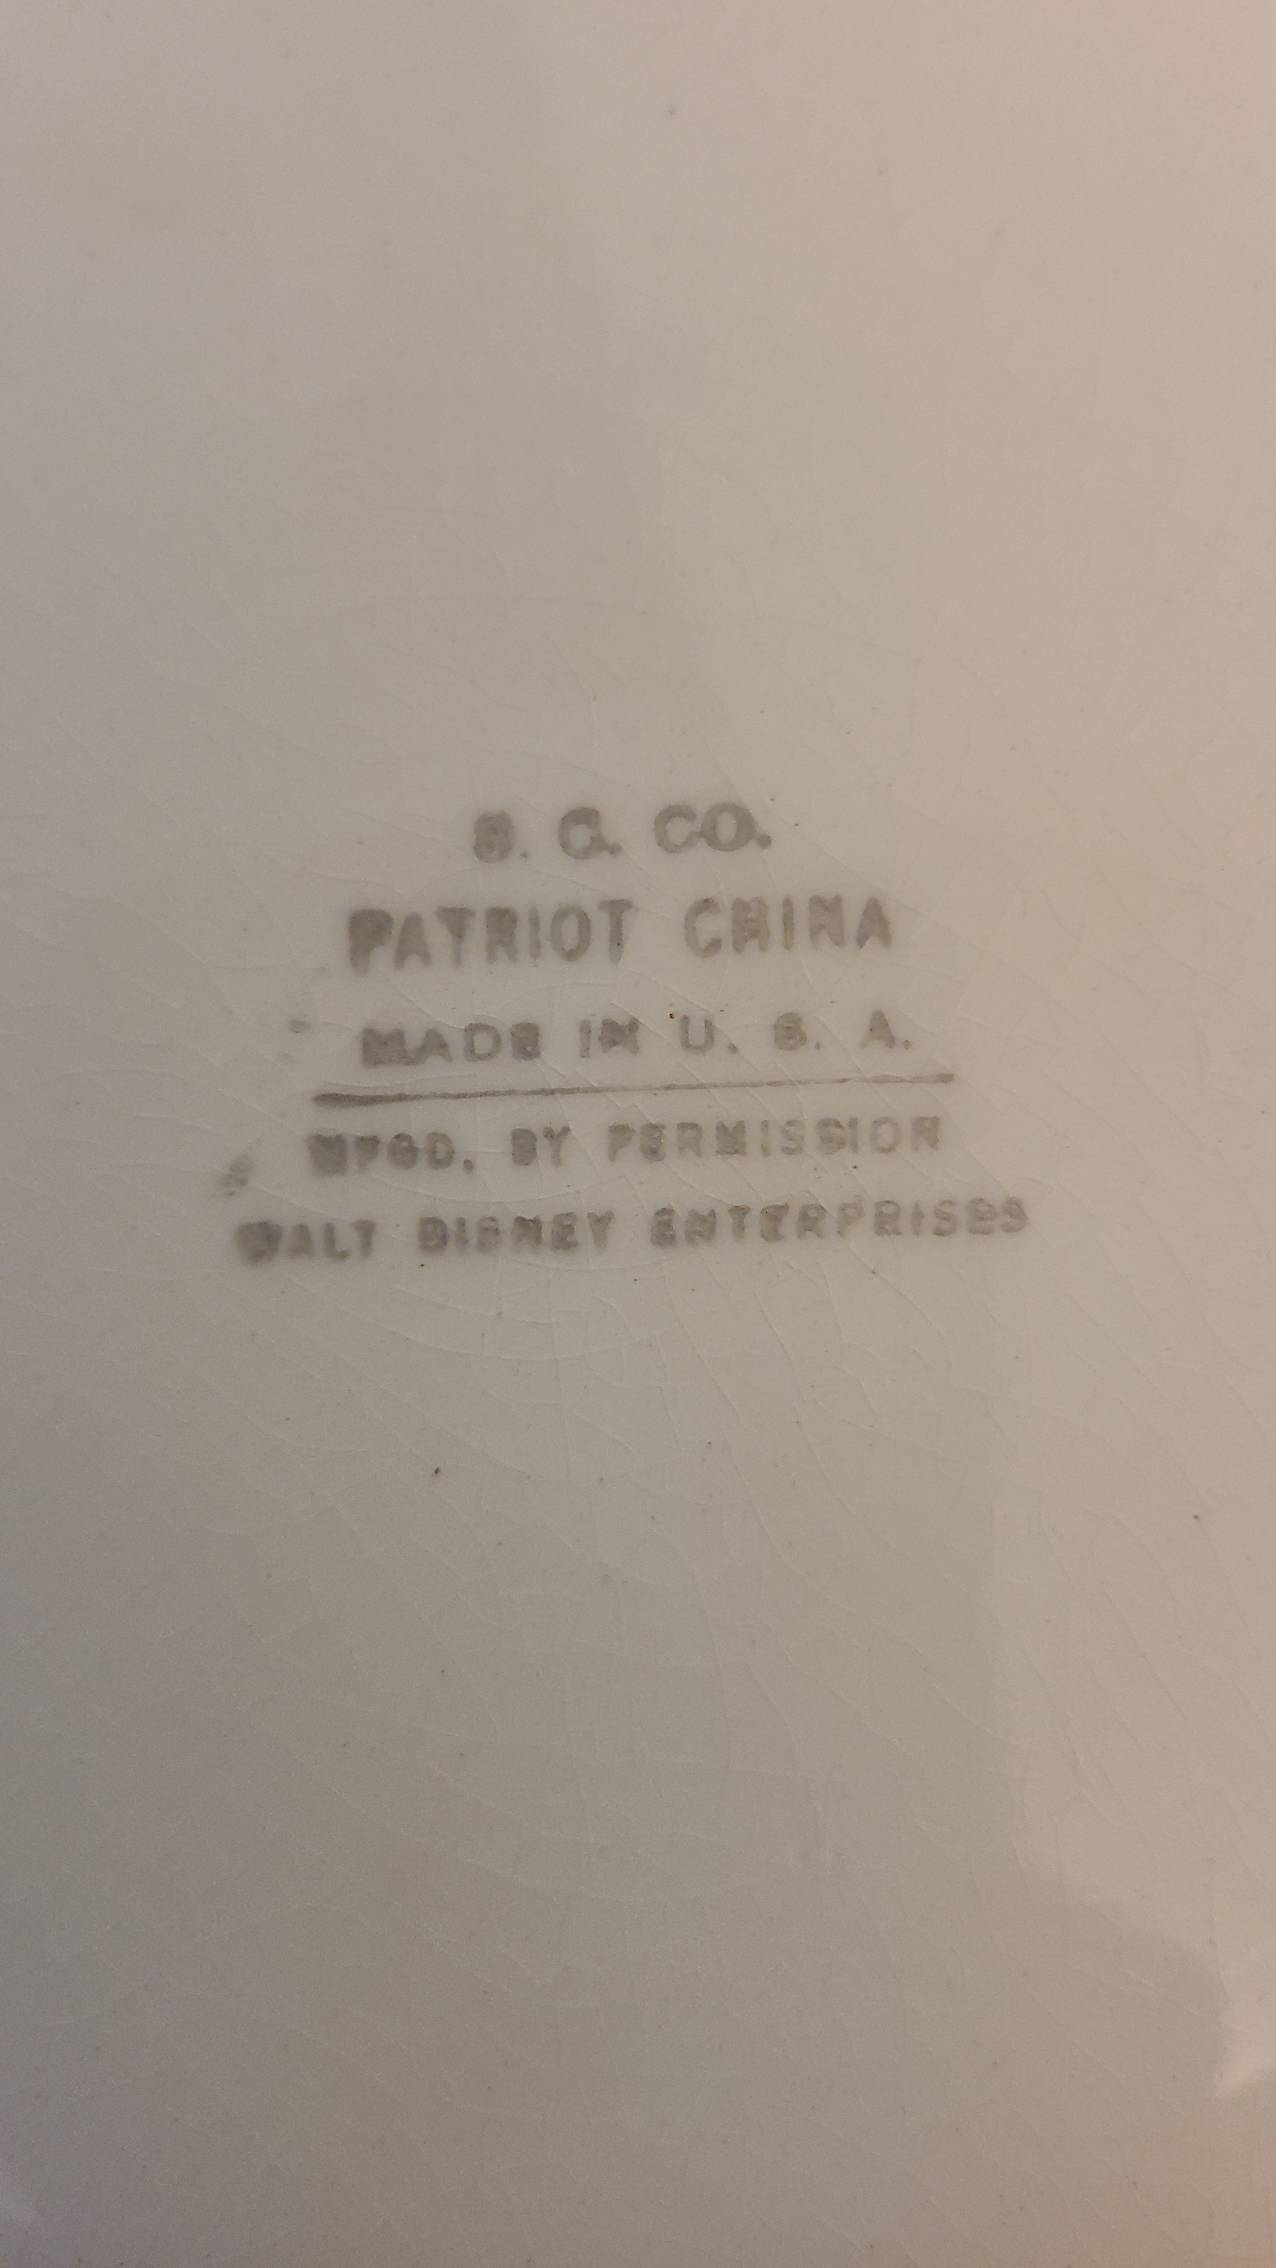 S. C. CO.
PATRIOT CHINA
MADE IN U. S. A.
MFGD. BY PERMISSION
WALT DISNEY ENTERPRISES